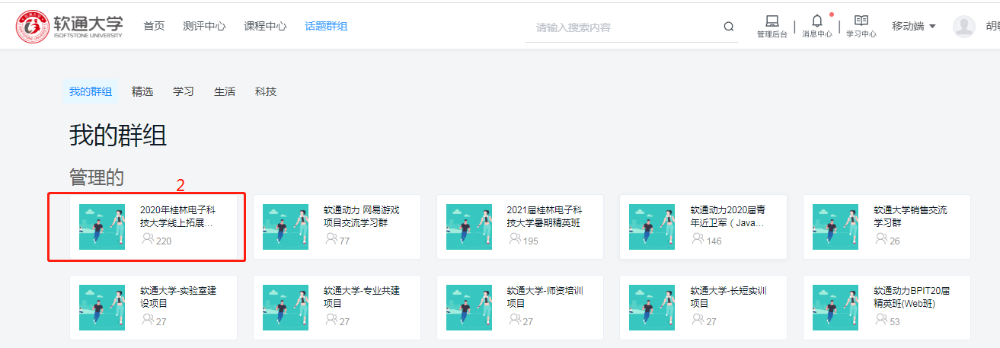 软通大学
ISOFTSTONE UNIVERSITY
首页 测评中心 课程中心 话题群组
请输入搜索内容
管理后台 消息中心 学习中心 移动端
我的群组 精选 学习 生活 科技
我的群组
管理的
2
2020年桂林电子科
技大学线上拓展...
220
软通动力 网易游戏
项目交流学习群
77
2021届桂林电子科
技大学暑期精英班
195
软通动力2020届青
年近卫军（Java...
146
软通大学销售交流
学习群
26
软通大学-实验室建
设项目
27
软通大学-专业共建
项目
27
软通大学-师资培训
项目
27
软通大学-长短实训
项目
27
软通动力BPIT20届
精英班(Web班)
53